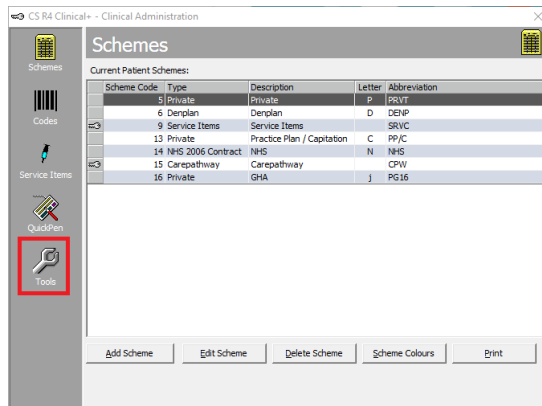 CS R4 Clinical+ - Clinical Administration
Schemes
Schemes
Codes
Service Items
QuickPen
Tools
Current Patient Schemes:
Scheme Code Type Description Letter Abbreviation
5 Private Private P PRVT
6 Denplan Denplan D DENP
9 Service Items Service Items SRVC
13 Private Practice Plan / Capitation C PP/C
14 NHS 2006 Contract NHS N NHS
15 Carepathway Carepathway CPW
16 Private GHA j PG16
Add Scheme Edit Scheme Delete Scheme Scheme Colours Print